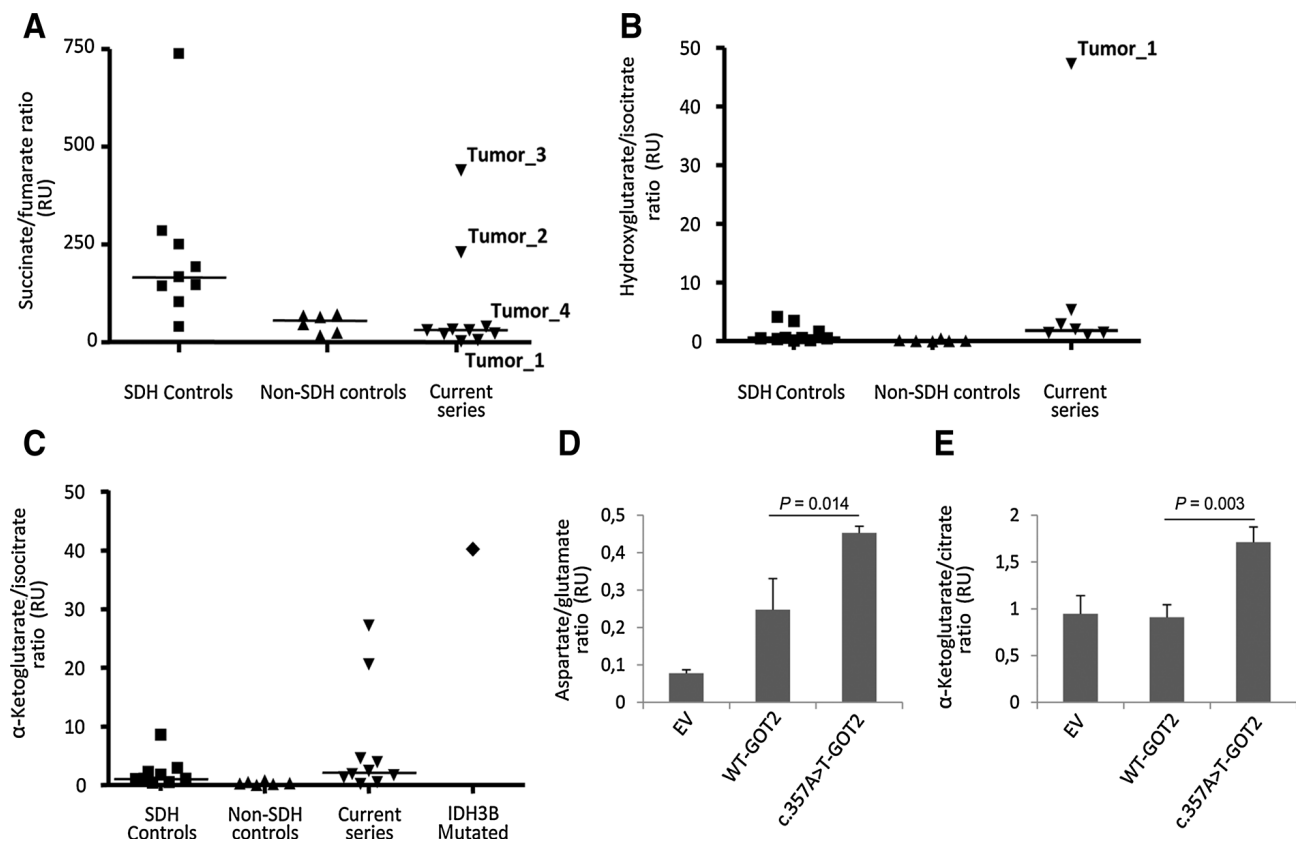 A
Succinate/fumarate ratio
(RU)
750
500
250
0
Tumor_3
Tumor_2
Tumor_4
Tumor_1
SDH Controls
Non-SDH controls
Current
series
B
Hydroxyglutarate/isocitrate
ratio (RU)
50
40
30
20
10
0
Tumor_1
SDH Controls
Non-SDH controls
Current
series
C
α-Ketoglutarate/isocitrate
ratio (RU)
50
40
30
20
10
0
SDH
Controls
Non-SDH
controls
Current
series
IDH3B
Mutated
D
Aspartate/glutamate
ratio (RU)
0,5
0,4
0,3
0,2
0,1
0
P = 0.014
EV
WT-GOT2
c.357A>T-GOT2
E
α-Ketoglutarate/citrate
ratio (RU)
2
1,5
1
0,5
0
P = 0.003
EV
WT-GOT2
c.357A>T-GOT2